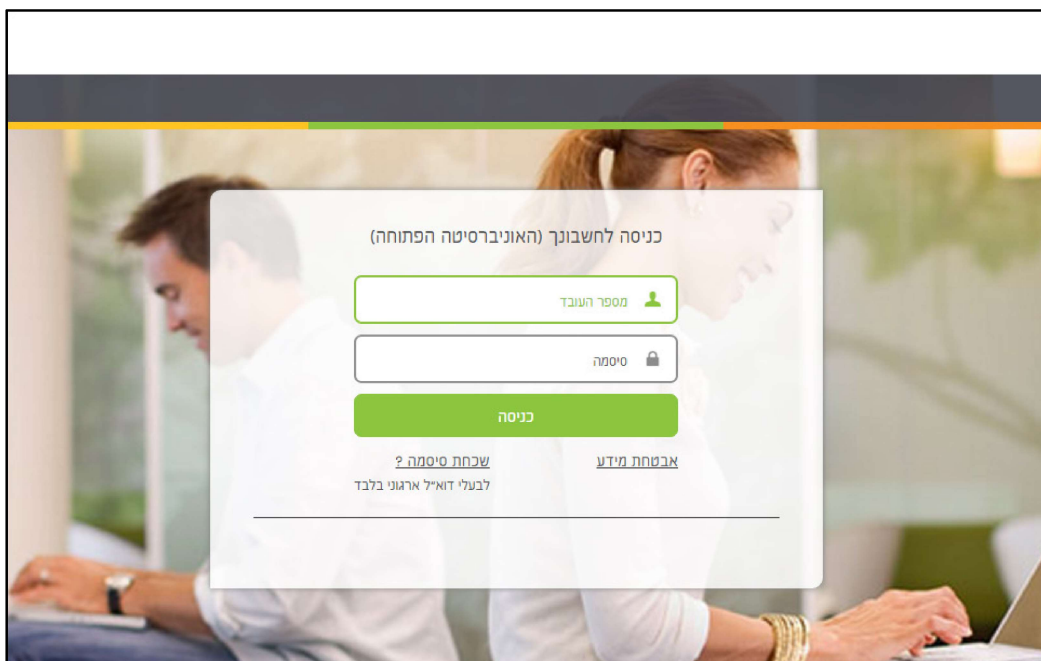 כניסה לחשבונך (האוניברסיטה הפתוחה)
מספר העובד
סיסמה
כניסה
אבטחת מידע
שכחת סיסמה ?
לבעלי דוא״ל ארגוני בלבד